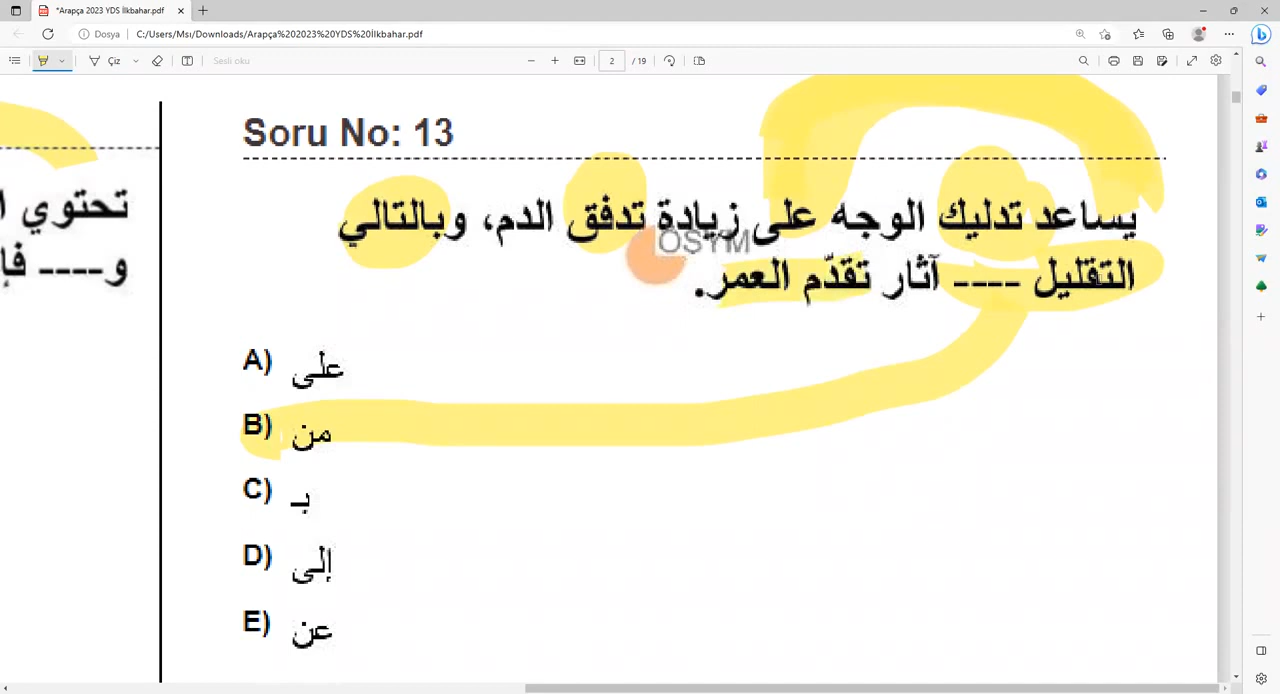 *Arapça 2023 YDS İlkbahar.pdf
Dosya
C:/Users/Msı/Downloads/Arapça%202023%20YDS%20İlkbahar.pdf
Çiz
Sesli oku
2 / 19
Soru No: 13
يساعد تدليك الوجه على زيادة تدفق الدم، وبالتالي
التقليل ---- آثار تقدّم العمر.
ÖSYM
A) على
B) من
C) بـ
D) إلى
E) عن
تحتوي ا
و---- فإ